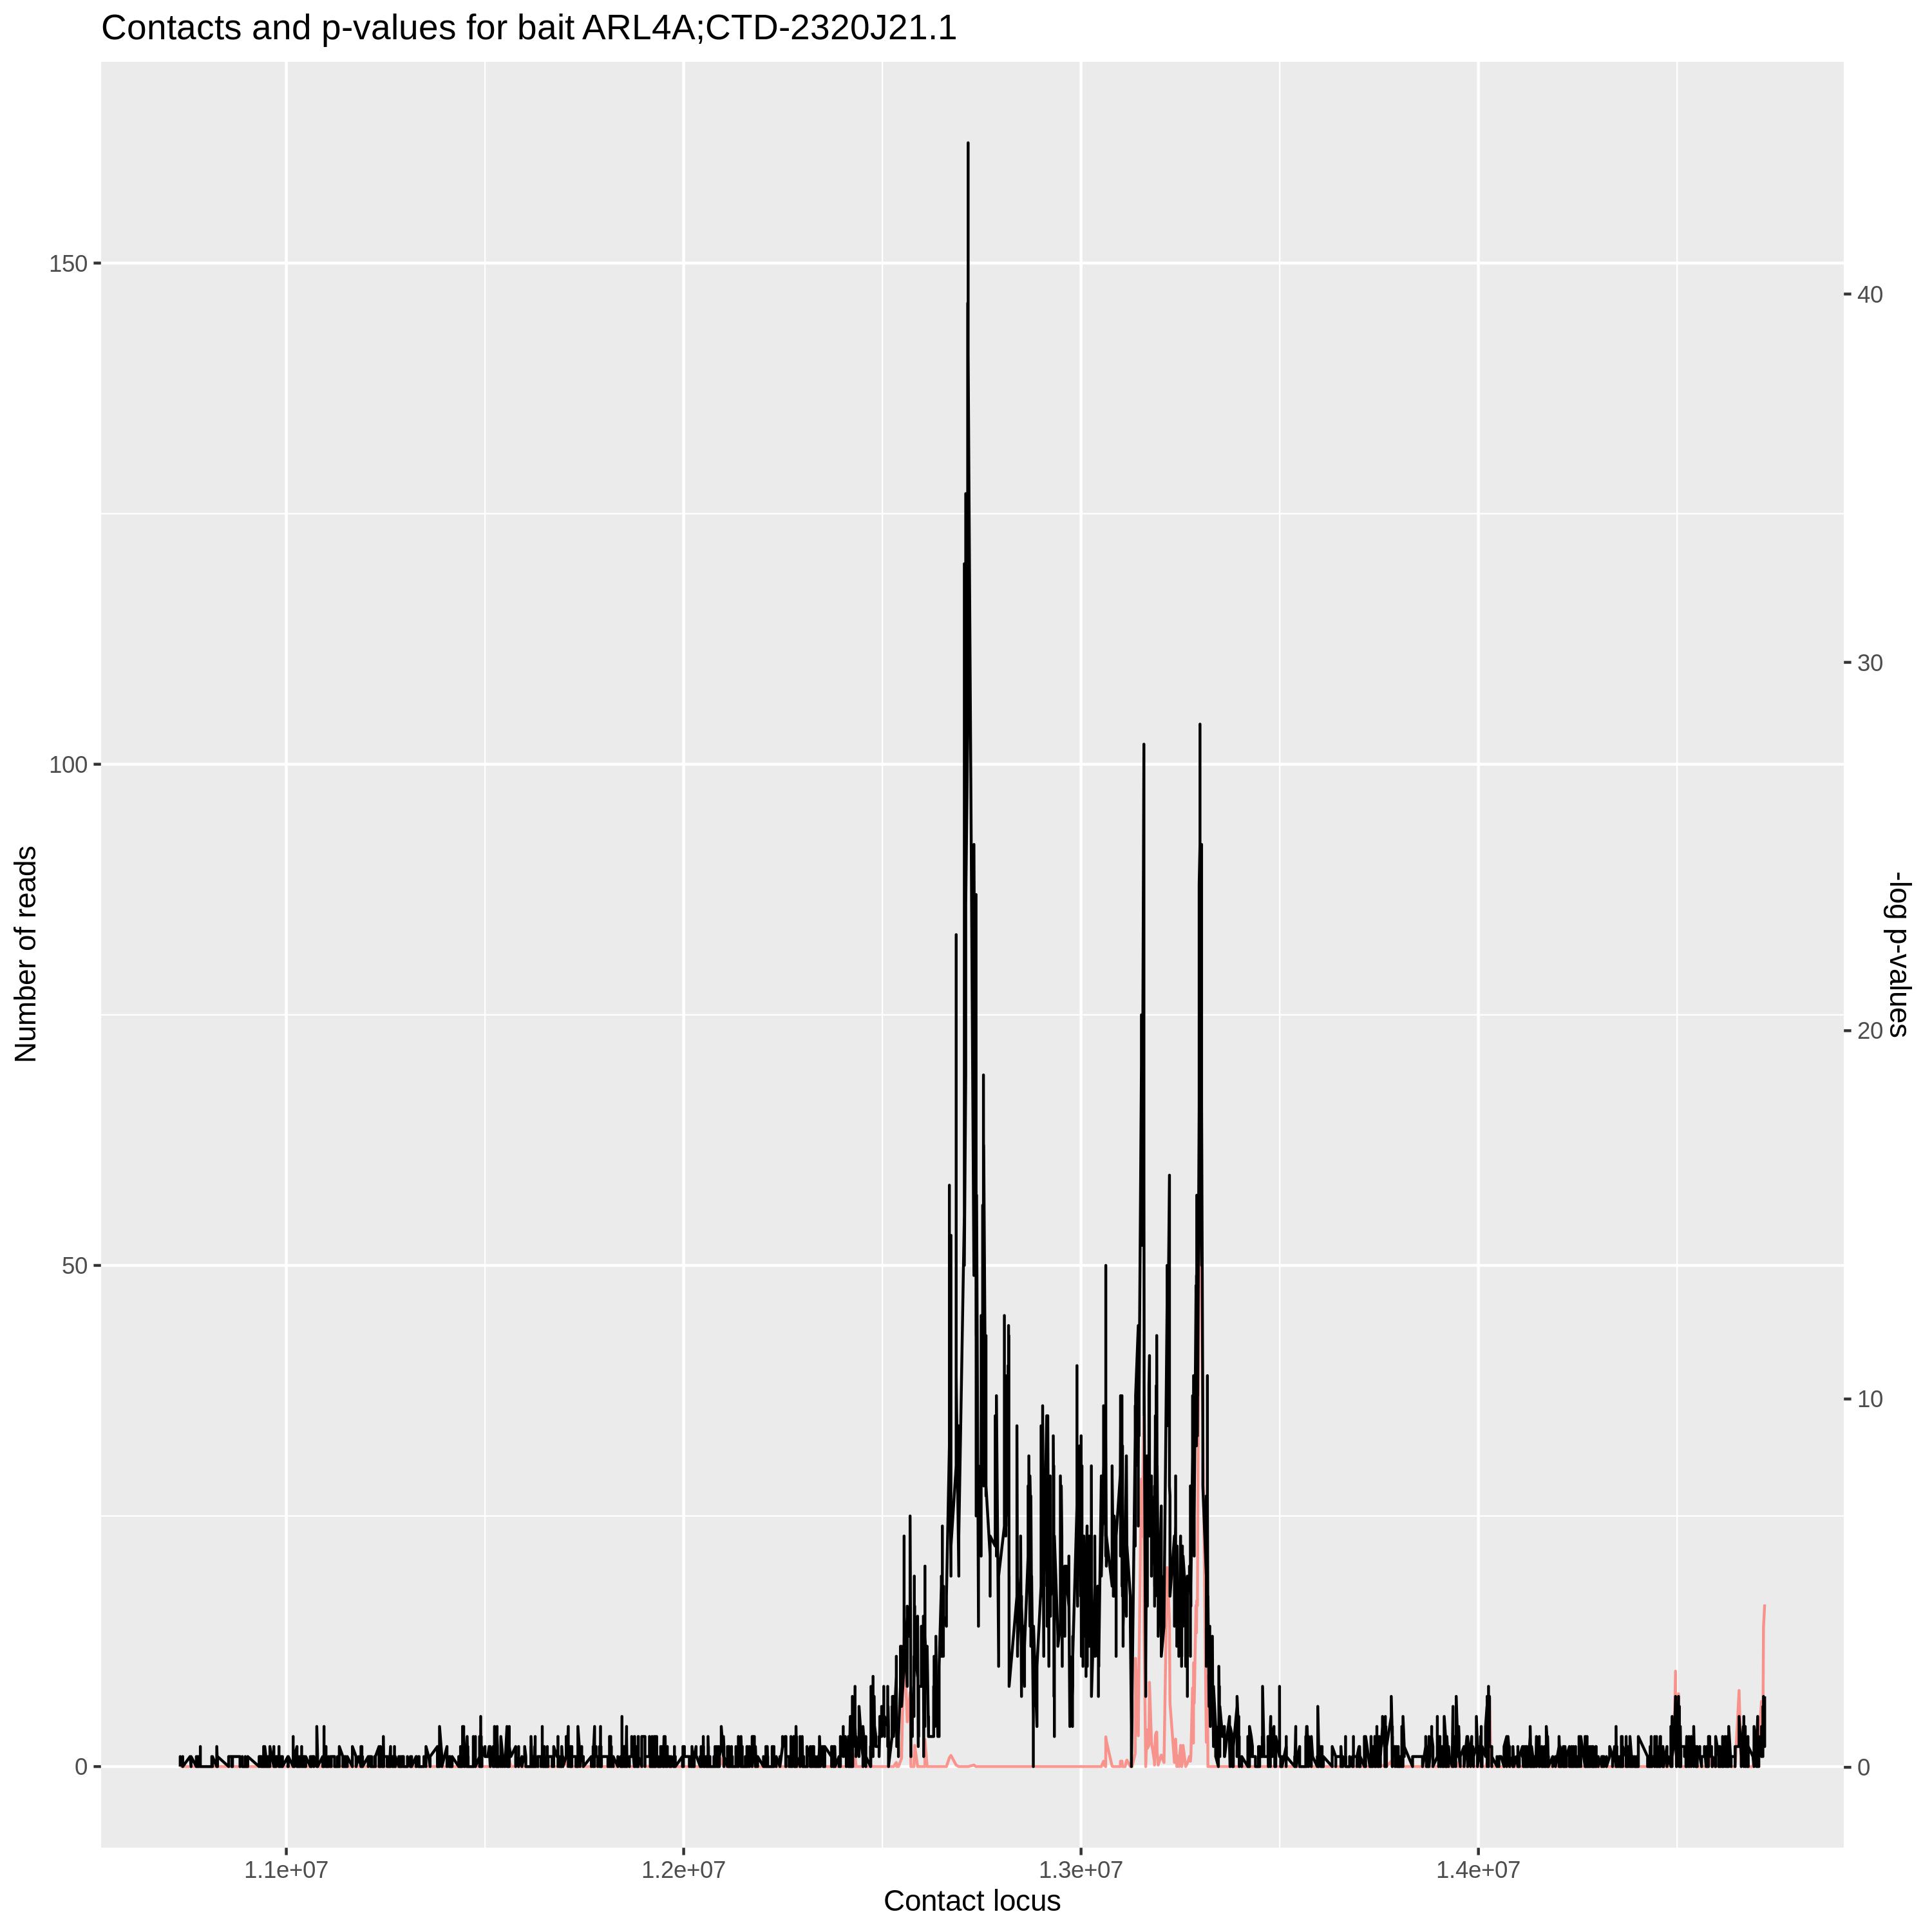 Contacts and p-values for bait ARL4A;CTD-2320J21.1
150
100
50
0
Number of reads
40
30
20
10
0
-log p-values
1.1e+07
1.2e+07
1.3e+07
1.4e+07
Contact locus